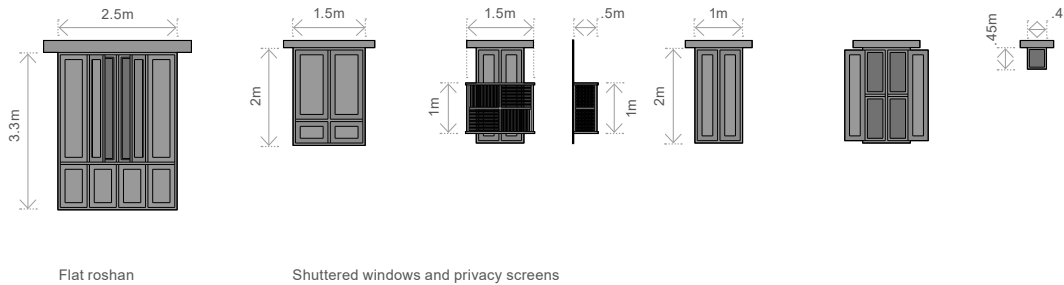 2.5m
1.5m
1.5m
.5m
1m
.4
3.3m
2m
1m
1m
2m
.45m
Flat roshan
Shuttered windows and privacy screens